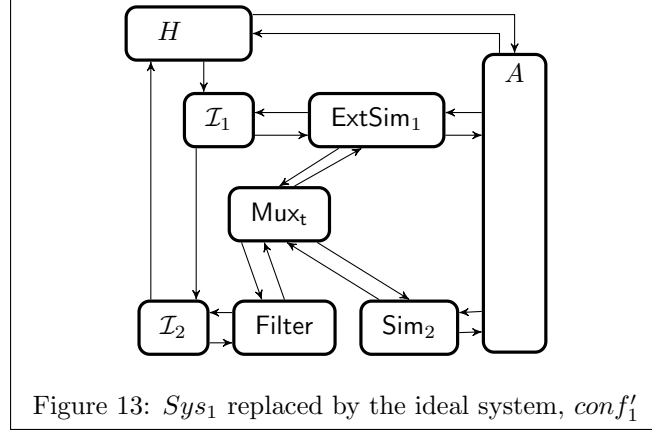 H
A
ℐ₁ ExtSim₁
Muxₜ
ℐ₂ Filter Sim₂
Figure 13: Sys₁ replaced by the ideal system, conf′₁